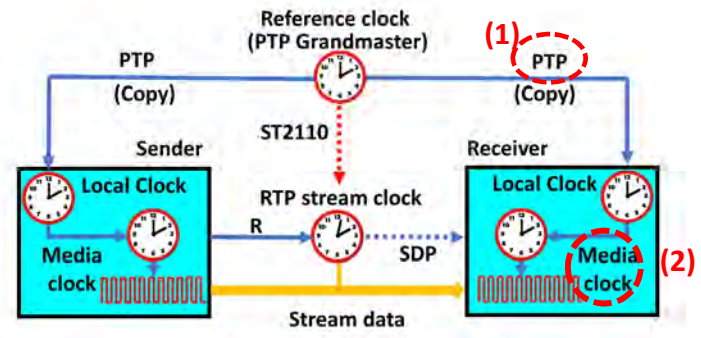 Reference clock
(PTP Grandmaster)
(1)
PTP
PTP
(Copy)
(Copy)
ST2110
Sender
Receiver
Local Clock
RTP stream clock
Local Clock
R
SDP
Media
clock
Media
clock
(2)
Stream data